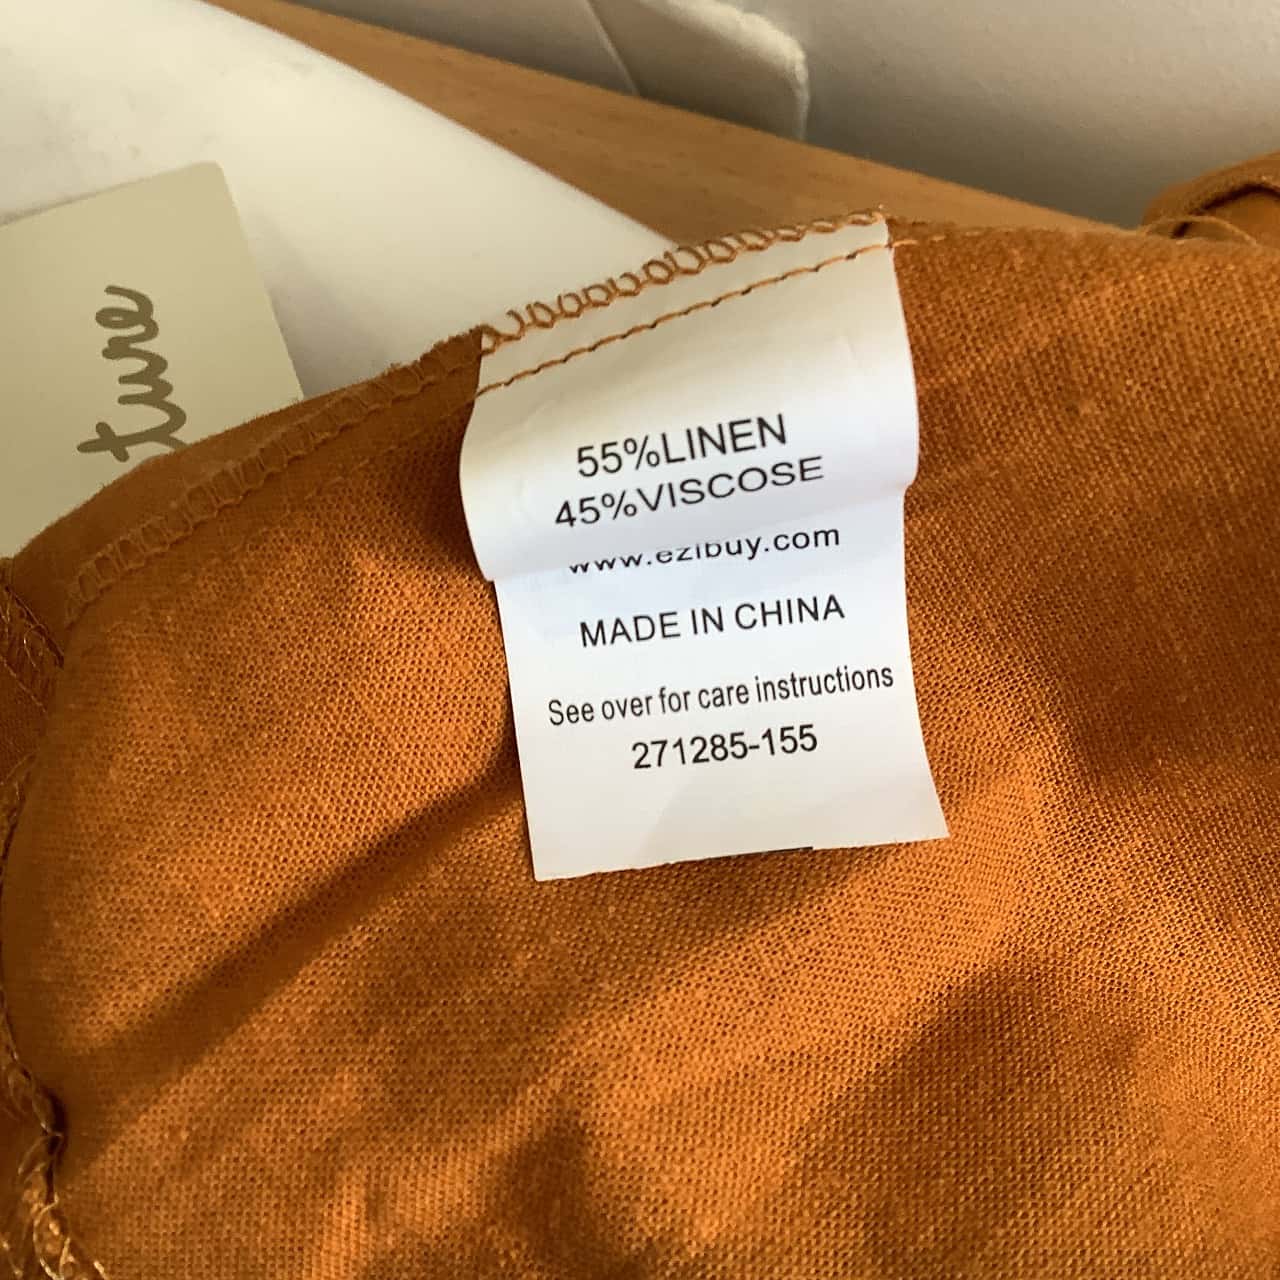 55%LINEN
45%VISCOSE
www.ezibuy.com
MADE IN CHINA
See over for care instructions
271285-155
ture